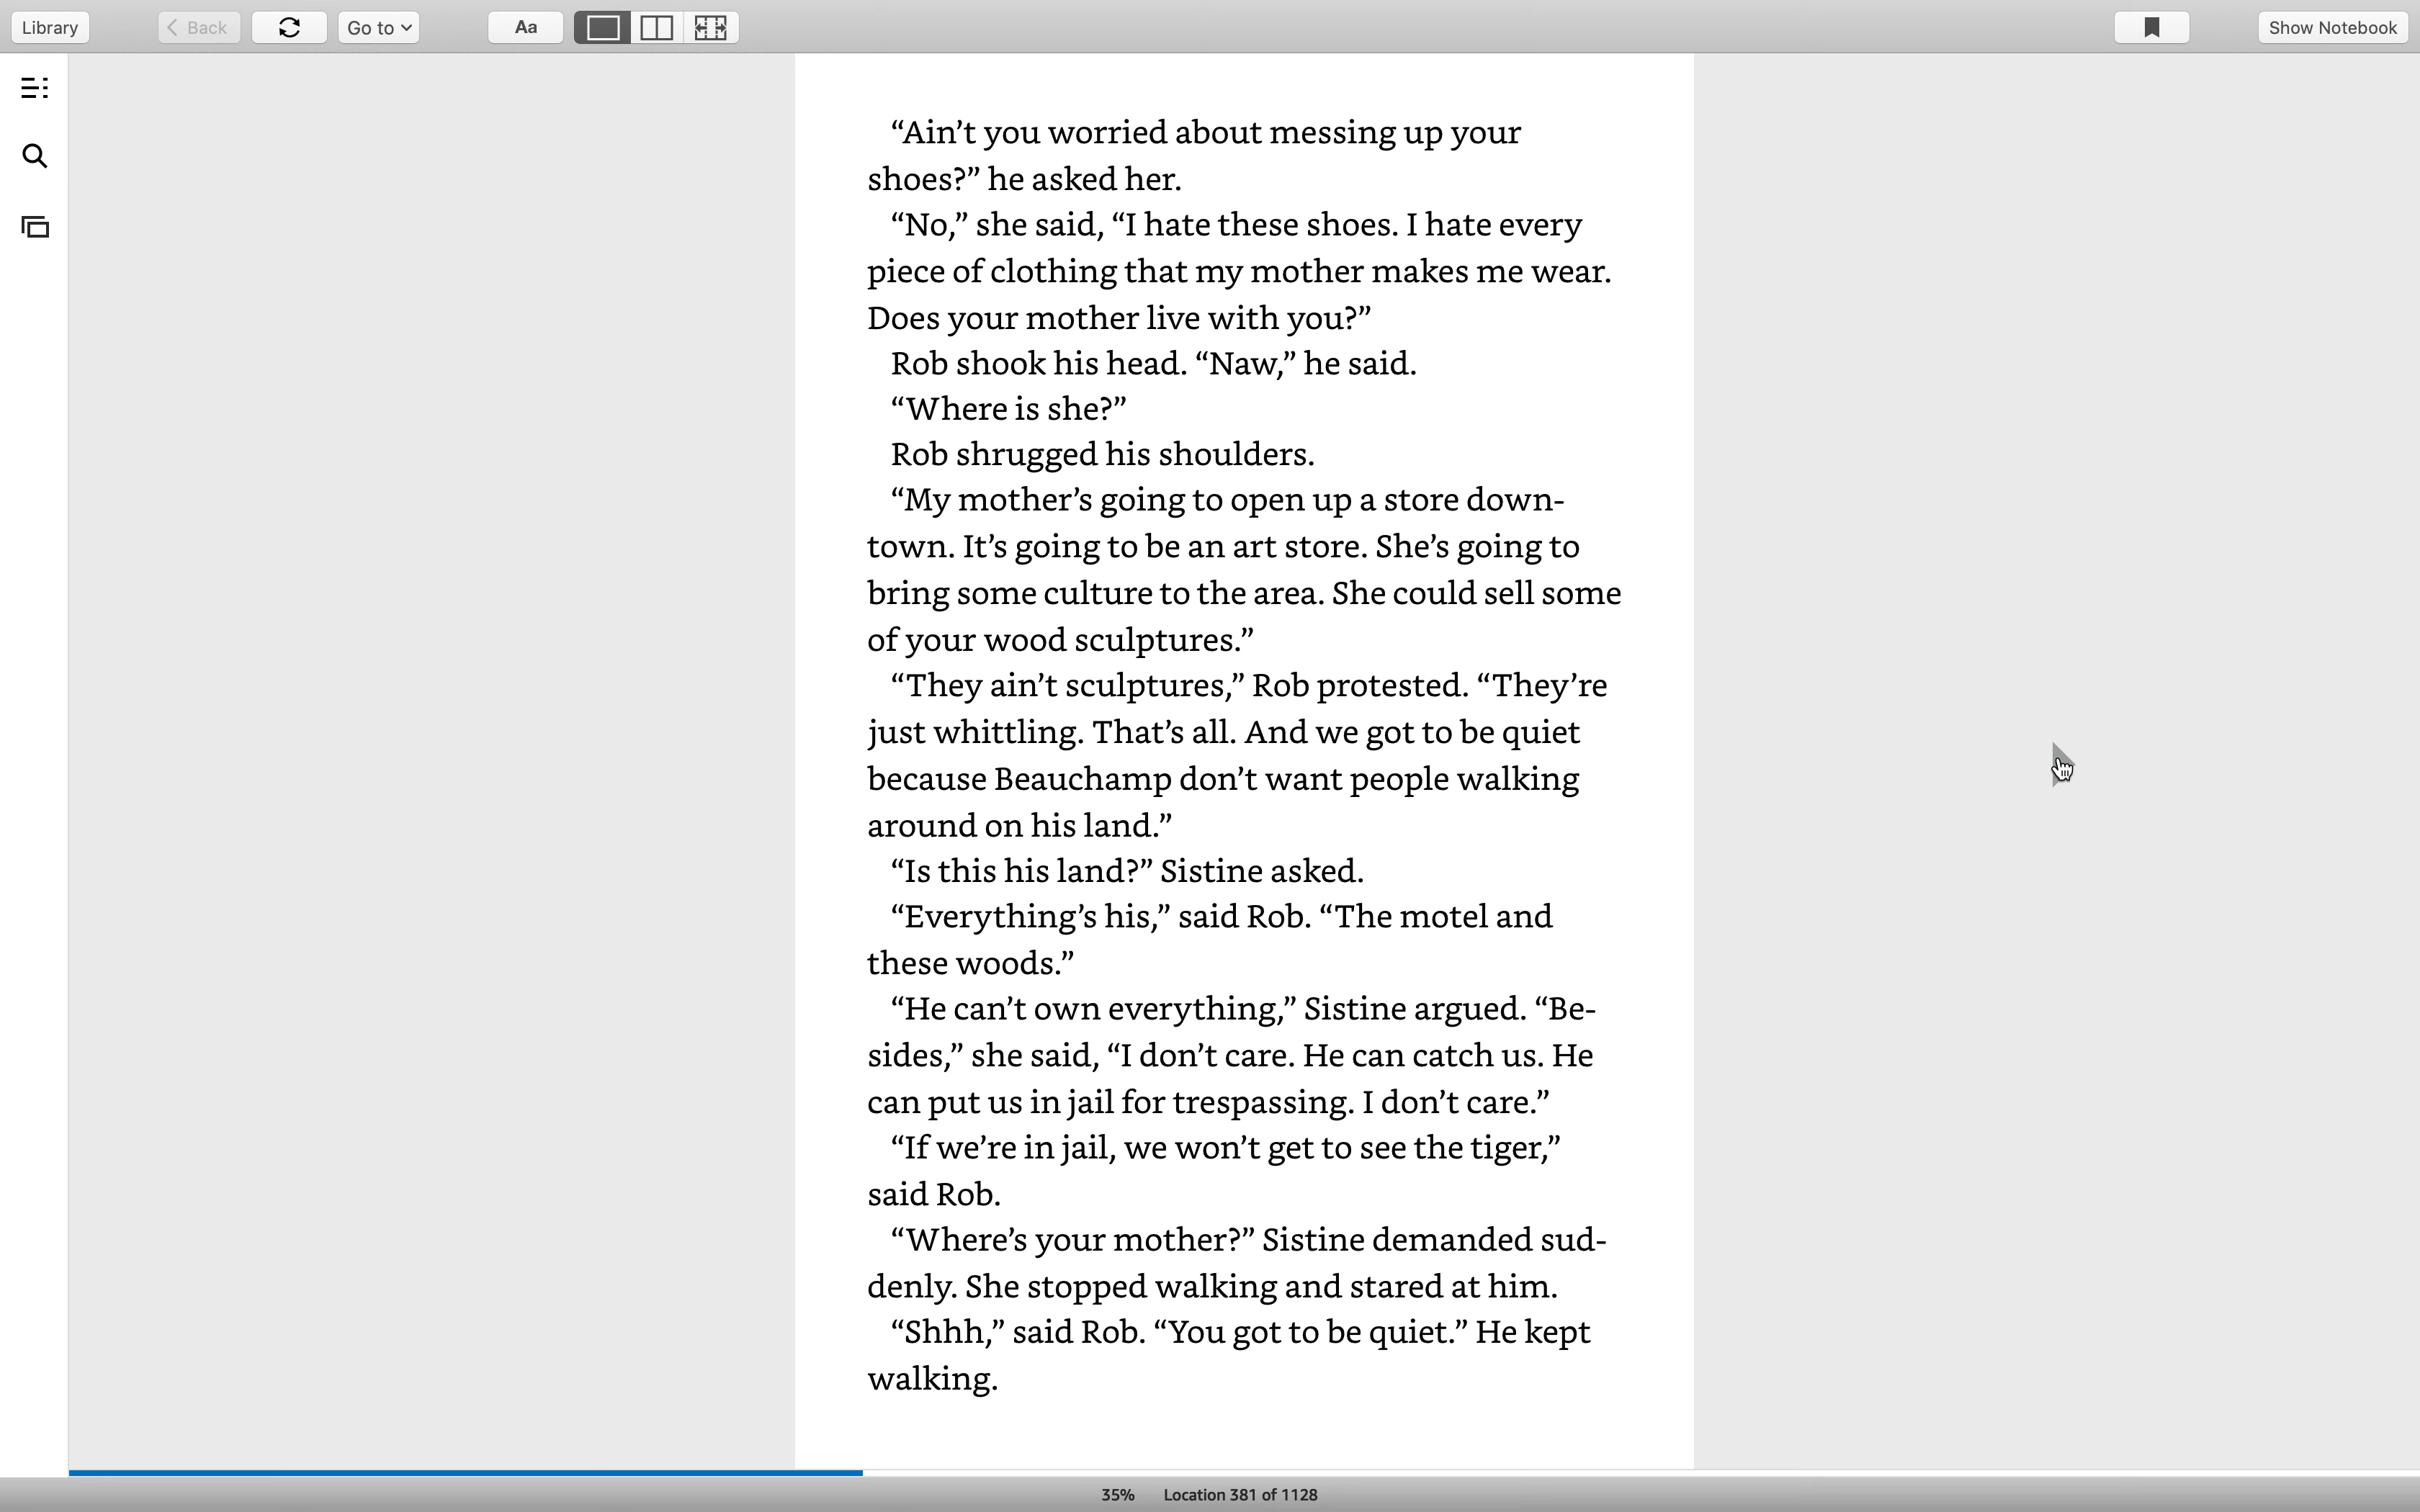 Library
Back
Go to
Aa
Show Notebook
“Ain’t you worried about messing up your
shoes?” he asked her.
“No,” she said, “I hate these shoes. I hate every
piece of clothing that my mother makes me wear.
Does your mother live with you?”
Rob shook his head. “Naw,” he said.
“Where is she?”
Rob shrugged his shoulders.
“My mother’s going to open up a store down-
town. It’s going to be an art store. She’s going to
bring some culture to the area. She could sell some
of your wood sculptures.”
“They ain’t sculptures,” Rob protested. “They’re
just whittling. That’s all. And we got to be quiet
because Beauchamp don’t want people walking
around on his land.”
“Is this his land?” Sistine asked.
“Everything’s his,” said Rob. “The motel and
these woods.”
“He can’t own everything,” Sistine argued. “Be-
sides,” she said, “I don’t care. He can catch us. He
can put us in jail for trespassing. I don’t care.”
“If we’re in jail, we won’t get to see the tiger,”
said Rob.
“Where’s your mother?” Sistine demanded sud-
denly. She stopped walking and stared at him.
“Shhh,” said Rob. “You got to be quiet.” He kept
walking.
35% Location 381 of 1128